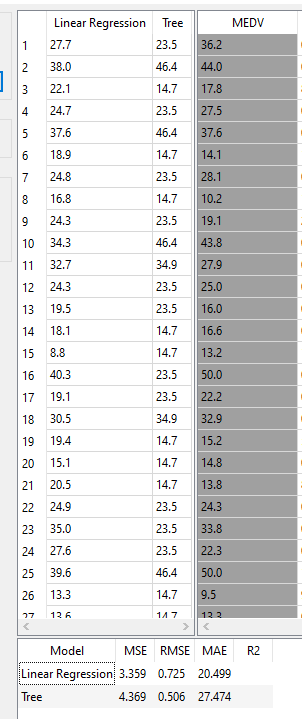 Linear Regression Tree MEDV
1 27.7 23.5 36.2
2 38.0 46.4 44.0
3 22.1 14.7 17.8
4 24.7 23.5 27.5
5 37.6 46.4 37.6
6 18.9 14.7 14.1
7 24.8 23.5 28.1
8 16.8 14.7 10.2
9 24.3 23.5 19.1
10 34.3 46.4 43.8
11 32.7 34.9 27.9
12 24.3 23.5 25.0
13 19.5 23.5 16.0
14 18.1 14.7 16.6
15 8.8 14.7 13.2
16 40.3 23.5 50.0
17 19.1 23.5 22.2
18 30.5 34.9 32.9
19 19.4 14.7 15.2
20 15.1 14.7 14.8
21 20.5 14.7 13.8
22 24.9 23.5 24.3
23 35.0 23.5 33.8
24 27.6 23.5 22.3
25 39.6 46.4 50.0
26 13.3 14.7 9.5
27 13.6 14.7 13.3
Model MSE RMSE MAE R2
Linear Regression 3.359 0.725 20.499
Tree 4.369 0.506 27.474